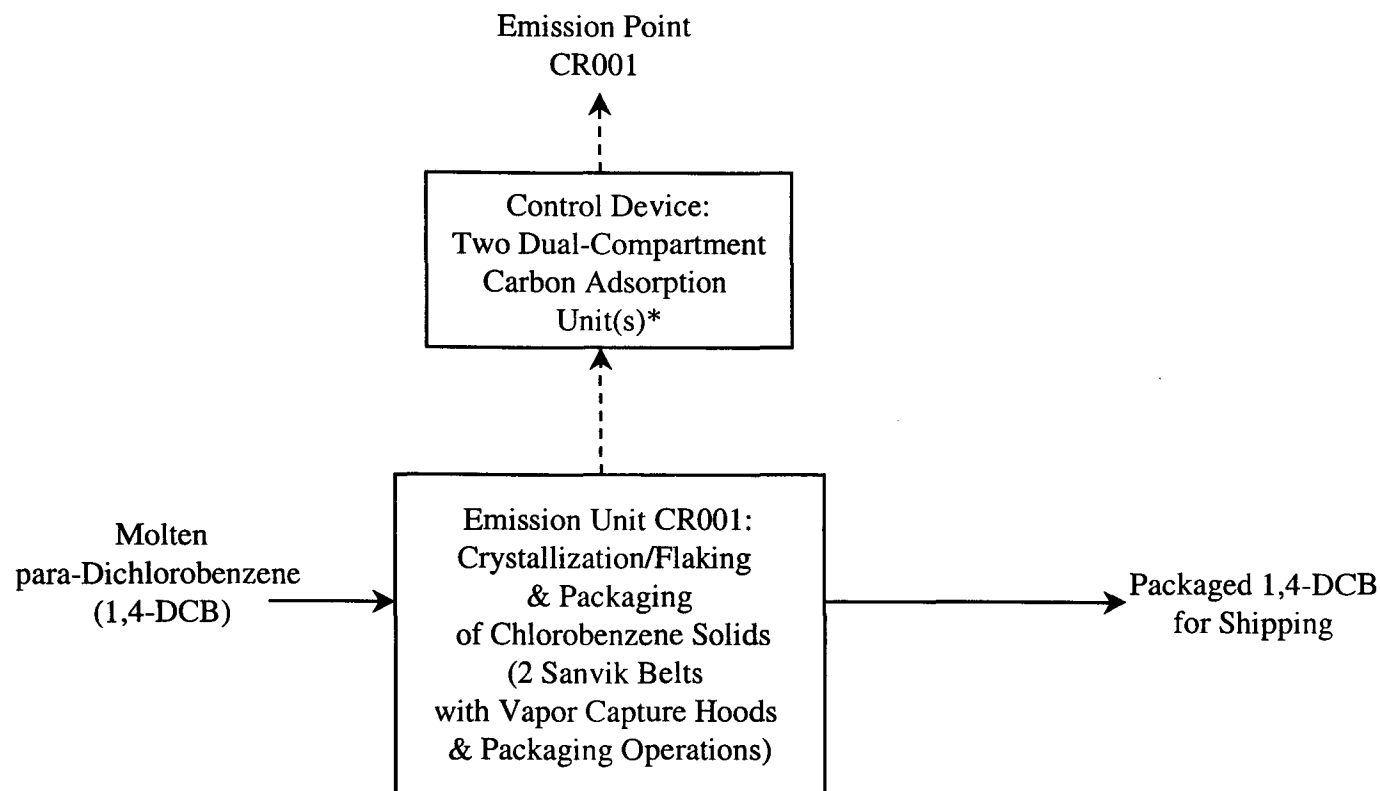 Emission Point
CR001
Control Device:
Two Dual-Compartment
Carbon Adsorption
Unit(s)*
Molten
para-Dichlorobenzene
(1,4-DCB)
Emission Unit CR001:
Crystallization/Flaking
& Packaging
of Chlorobenzene Solids
(2 Sanvik Belts
with Vapor Capture Hoods
& Packaging Operations)
Packaged 1,4-DCB
for Shipping